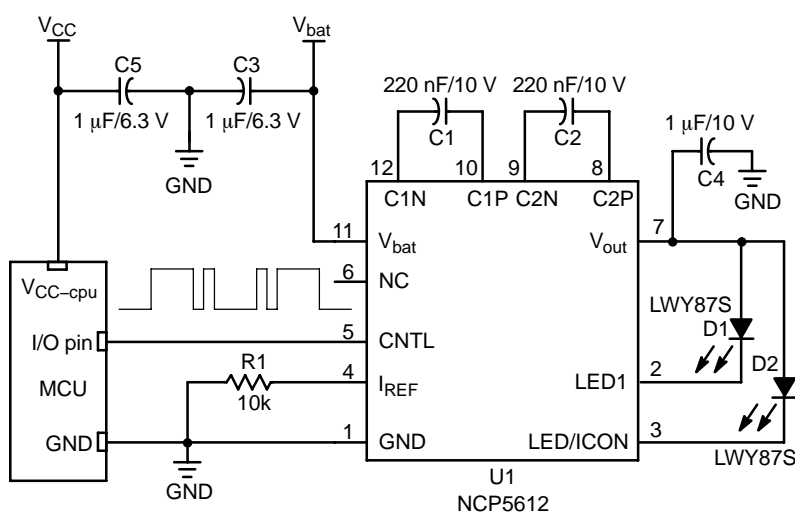 VCC
Vbat
C5
C3
1 μF/6.3 V
1 μF/6.3 V
GND
220 nF/10 V
220 nF/10 V
C1
C2
1 μF/10 V
C4
GND
12
10
9
8
C1N
C1P
C2N
C2P
11
Vbat
Vout
7
6
NC
VCC–cpu
I/O pin
5
CNTL
LWY87S
D1
MCU
R1
10k
4
IREF
LED1
2
D2
GND
1
GND
LED/ICON
3
GND
LWY87S
U1
NCP5612